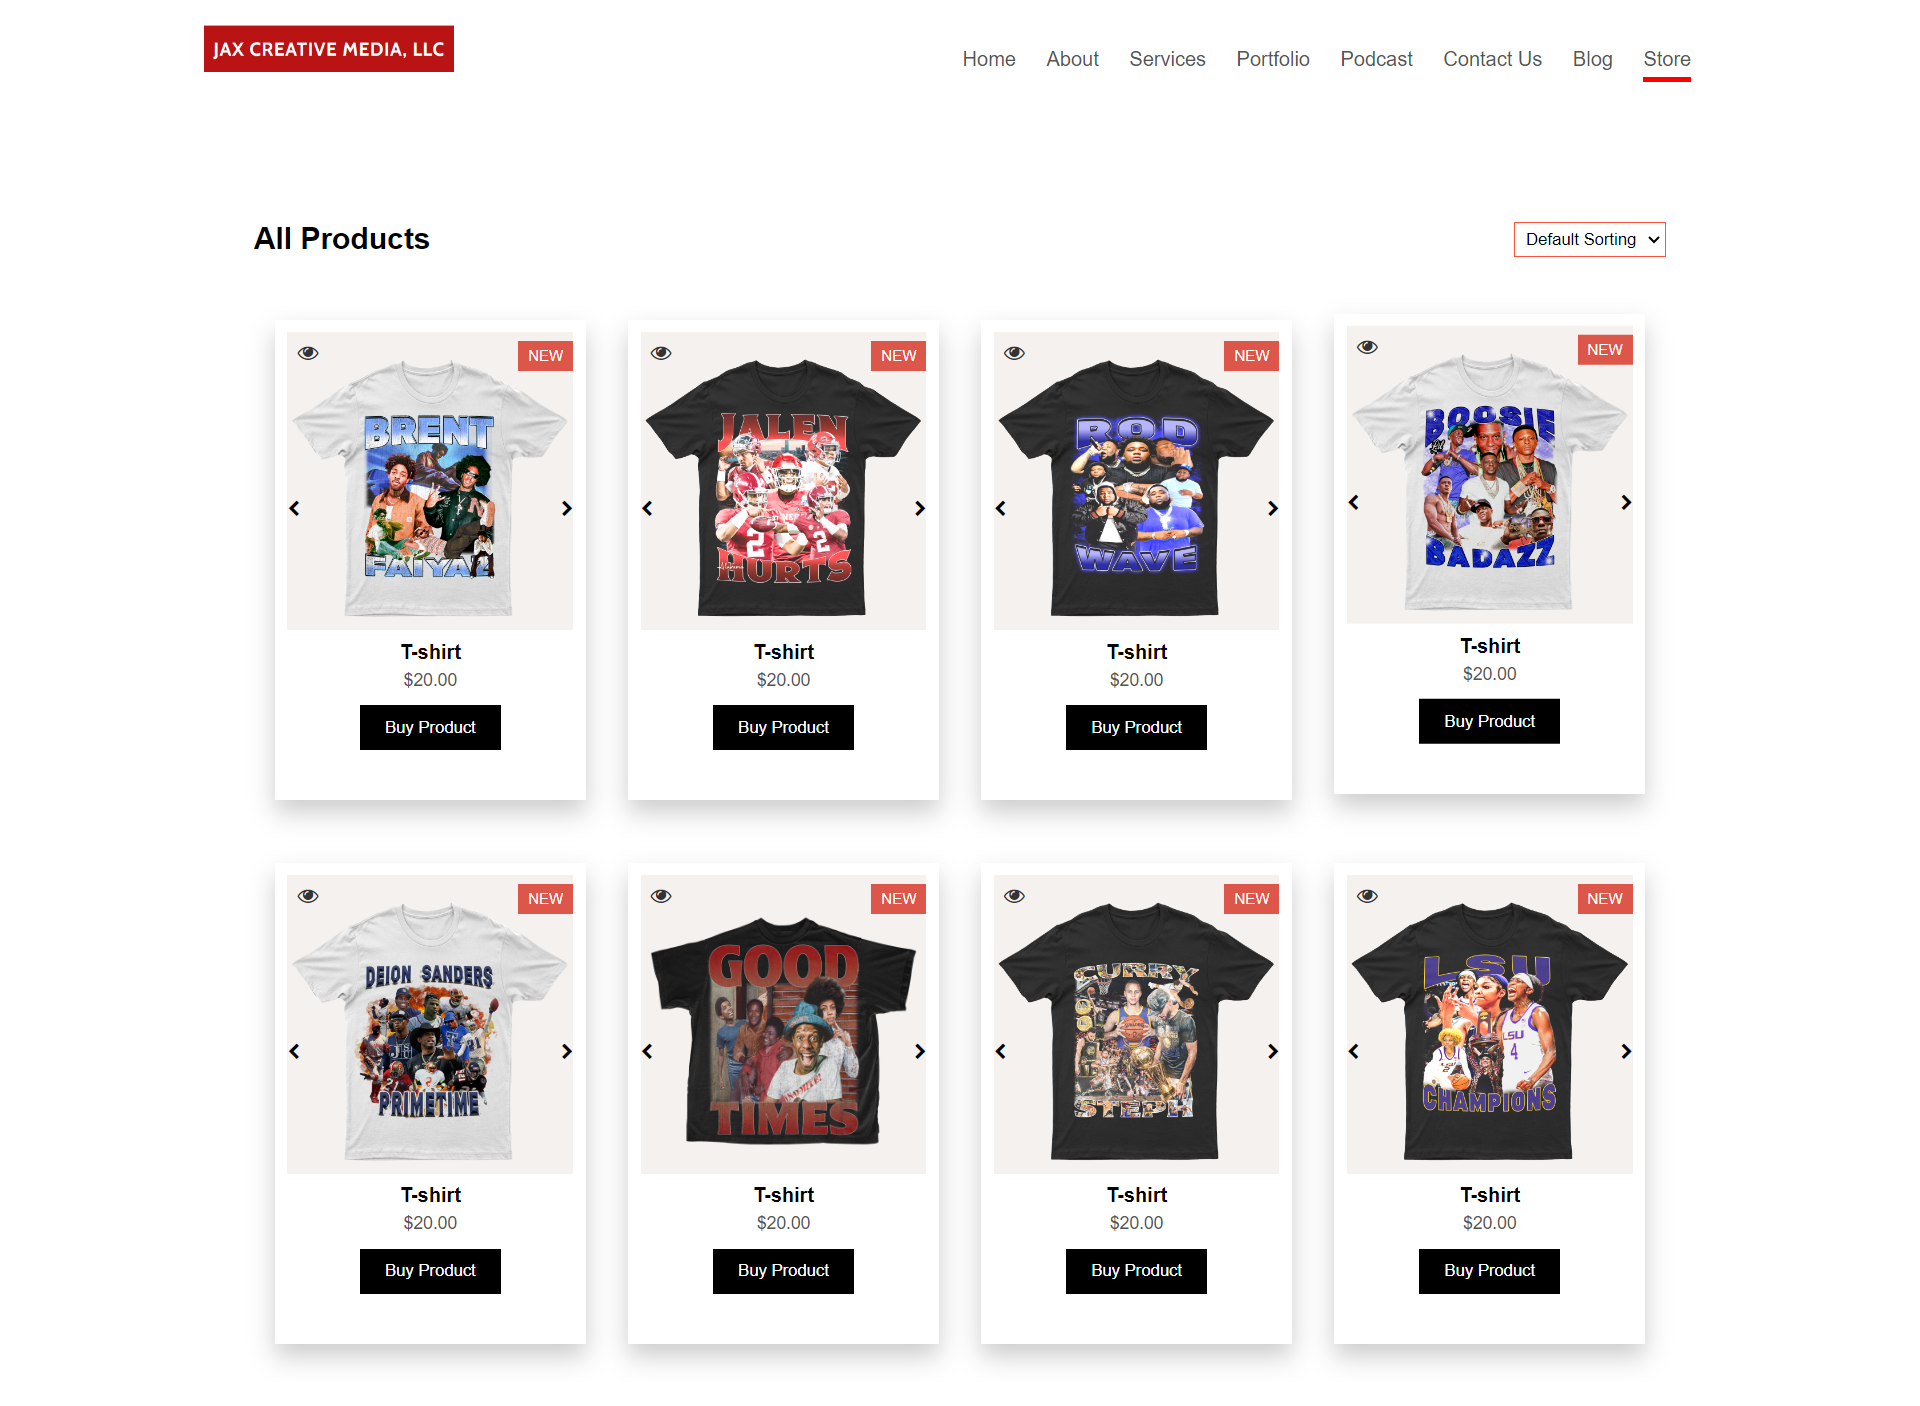 JAX CREATIVE MEDIA, LLC
Home About Services Portfolio Podcast Contact Us Blog Store
All Products
Default Sorting
NEW NEW NEW NEW
BRENT
FAIYAZ
JALEN
HURTS
ROD
WAVE
BOOSIE
BADAZZ
T-shirt T-shirt T-shirt T-shirt
$20.00 $20.00 $20.00 $20.00
Buy Product Buy Product Buy Product Buy Product
NEW NEW NEW NEW
DEION SANDERS
PRIMETIME
GOOD
TIMES
CURRY
STEPH
LSU
LSU
4
CHAMPIONS
T-shirt T-shirt T-shirt T-shirt
$20.00 $20.00 $20.00 $20.00
Buy Product Buy Product Buy Product Buy Product